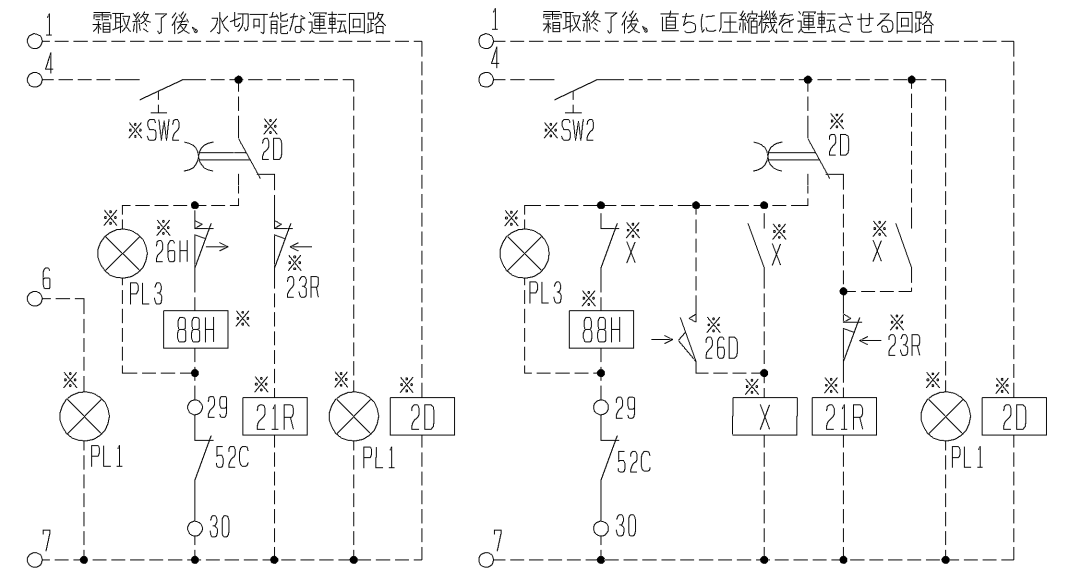 霜取終了後、水切可能な運転回路
1
4
※SW2
※
2D
※
※
26H
※
23R
PL3
6
88H
※
※
※
※
※
29
21R
2D
PL1
52C
PL1
30
7
霜取終了後、直ちに圧縮機を運転させる回路
1
4
※SW2
※
2D
※
※
X
※
X
※
X
PL3
※
88H
※
26D
※
23R
※
※
※
※
29
X
21R
2D
52C
PL1
30
7